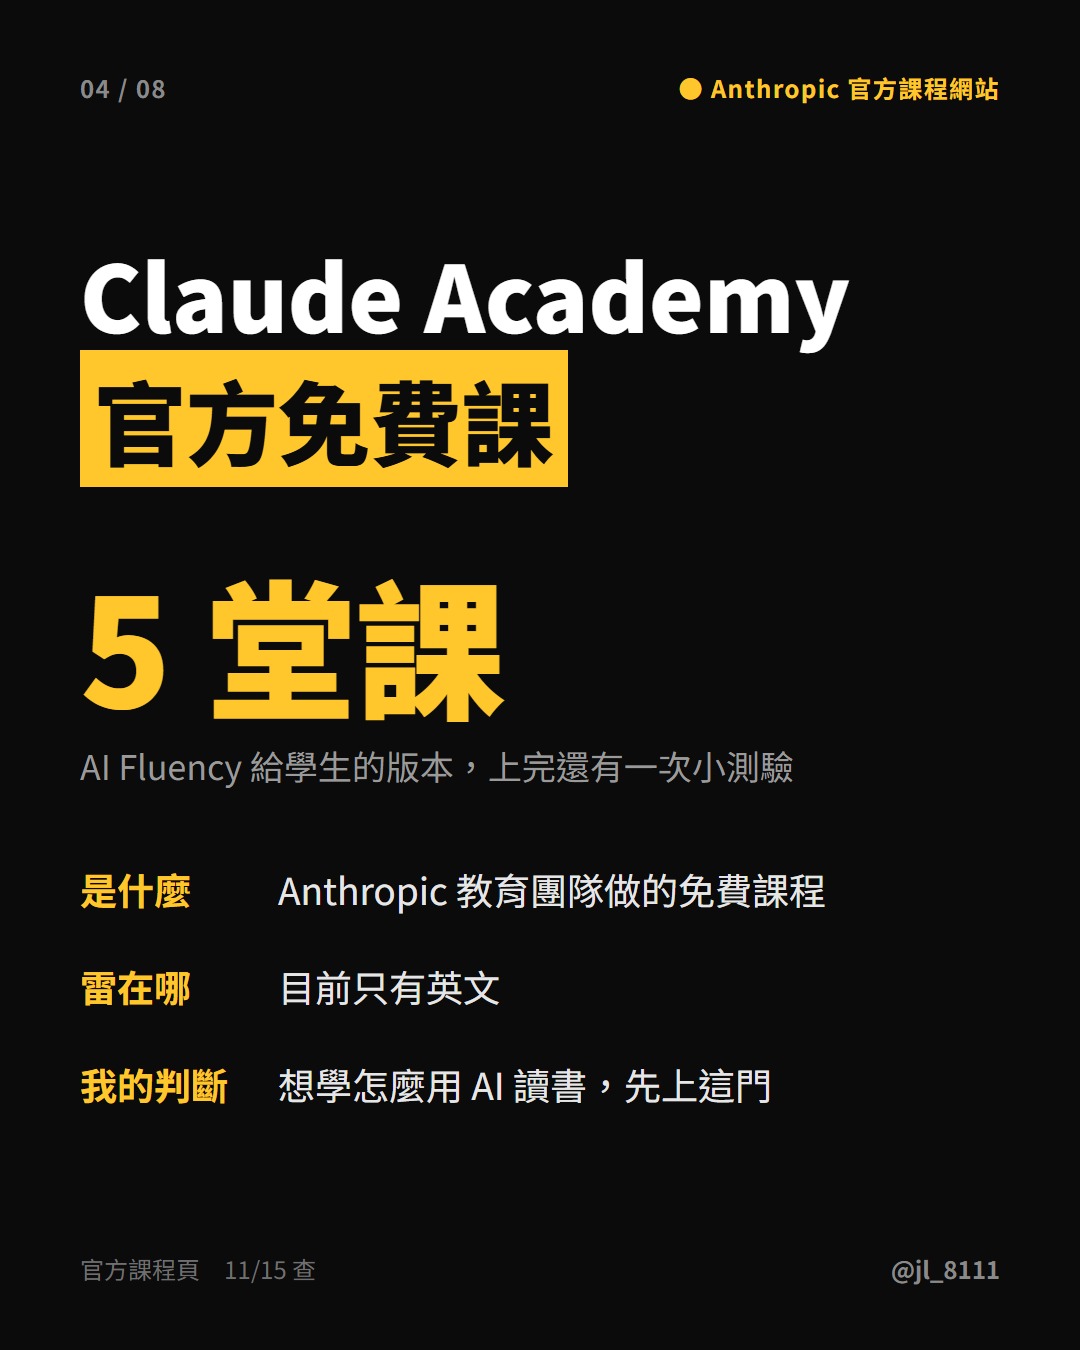 04 / 08
Anthropic 官方課程網站
Claude Academy
官方免費課
5 堂課
AI Fluency 給學生的版本，上完還有一次小測驗
是什麼 Anthropic 教育團隊做的免費課程
雷在哪 目前只有英文
我的判斷 想學怎麼用 AI 讀書，先上這門
官方課程頁 11/15 查
@jl_8111